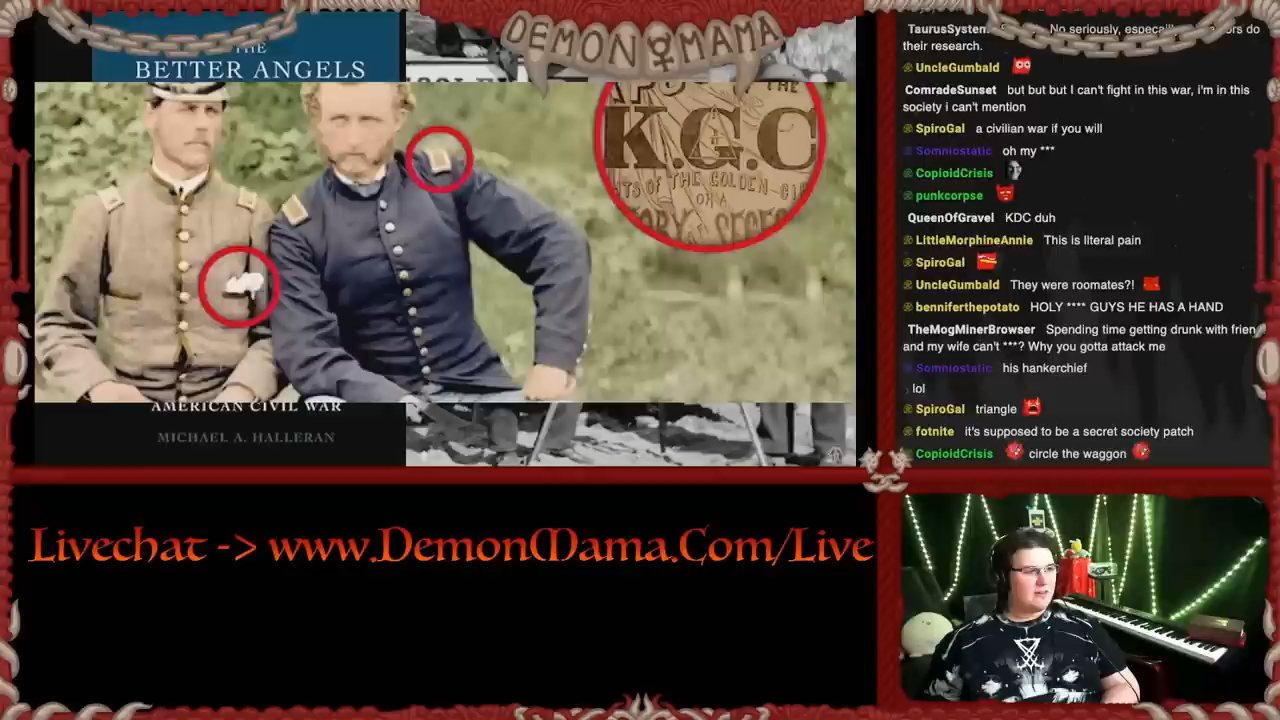 DEMON MAMA
THE
BETTER ANGELS
THE
K.G.C
OF THE GOLDEN
OR A
AMERICAN CIVIL WAR
MICHAEL A. HALLERAN
Livechat -> www.DemonMama.Com/Live
TaurusSystem No seriously,
their research.
UncleGumbald
ComradeSunset but but but I can't fight in this war, i'm in this
society i can't mention
SpiroGal a civilian war if you will
Somniostatic oh my ***
CopioidCrisis
punkcorpse
QueenOfGravel KDC duh
LittleMorphineAnnie This is literal pain
SpiroGal
UncleGumbald They were roomates?!
benniferthepotato HOLY **** GUYS HE HAS A HAND
TheMogMinerBrowser Spending time getting drunk with frien
and my wife can't ***? Why you gotta attack me
Somniostatic his hankerchief
lol
SpiroGal triangle
fotnite it's supposed to be a secret society patch
CopioidCrisis circle the waggon